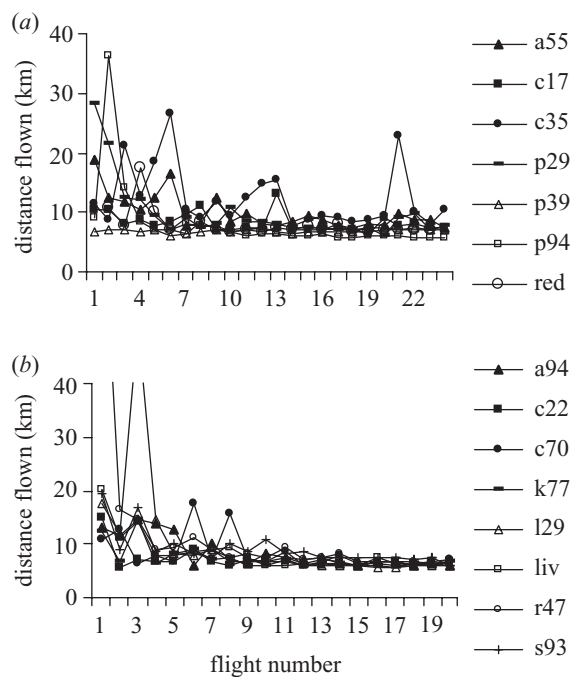 (a)
distance flown (km)
40
30
20
10
0
1 4 7 10 13 16 19 22
a55
c17
c35
p29
p39
p94
red
(b)
distance flown (km)
40
30
20
10
0
1 3 5 7 9 11 13 15 17 19
flight number
a94
c22
c70
k77
l29
liv
r47
s93